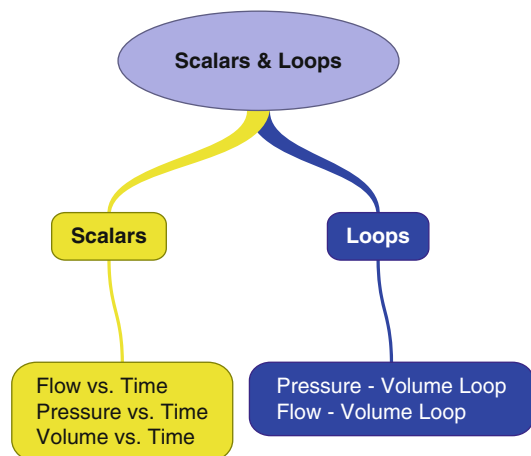 Scalars & Loops
Scalars
Loops
Flow vs. Time
Pressure vs. Time
Volume vs. Time
Pressure - Volume Loop
Flow - Volume Loop